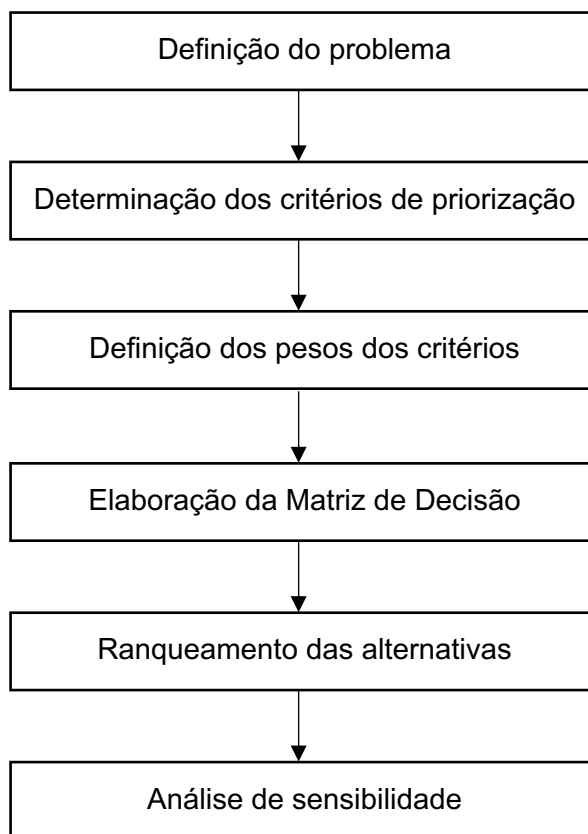 Definição do problema
Determinação dos critérios de priorização
Definição dos pesos dos critérios
Elaboração da Matriz de Decisão
Ranqueamento das alternativas
Análise de sensibilidade